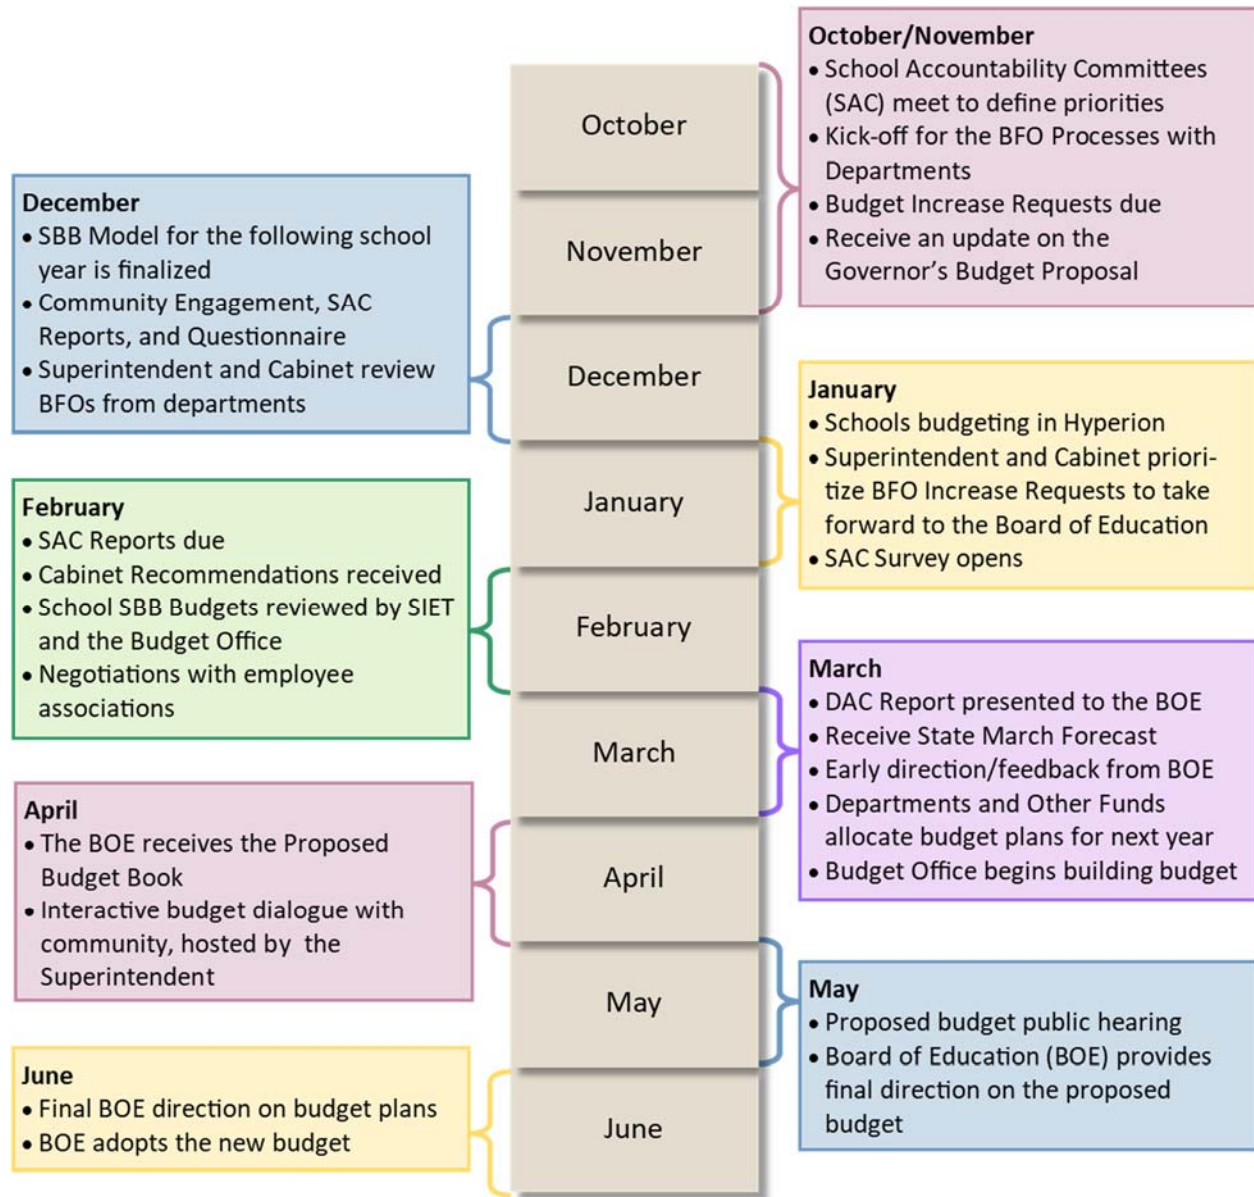 October/November
• School Accountability Committees
(SAC) meet to define priorities
• Kick-off for the BFO Processes with
Departments
• Budget Increase Requests due
• Receive an update on the
Governor's Budget Proposal
October
November
December
• SBB Model for the following school
year is finalized
• Community Engagement, SAC
Reports, and Questionnaire
• Superintendent and Cabinet review
BFOs from departments
December
January
• Schools budgeting in Hyperion
• Superintendent and Cabinet priori-
tize BFO Increase Requests to take
forward to the Board of Education
• SAC Survey opens
January
February
• SAC Reports due
• Cabinet Recommendations received
• School SBB Budgets reviewed by SIET
and the Budget Office
• Negotiations with employee
associations
February
March
• DAC Report presented to the BOE
• Receive State March Forecast
• Early direction/feedback from BOE
• Departments and Other Funds
allocate budget plans for next year
• Budget Office begins building budget
March
April
• The BOE receives the Proposed
Budget Book
• Interactive budget dialogue with
community, hosted by the
Superintendent
April
May
• Proposed budget public hearing
• Board of Education (BOE) provides
final direction on the proposed
budget
May
June
• Final BOE direction on budget plans
• BOE adopts the new budget
June